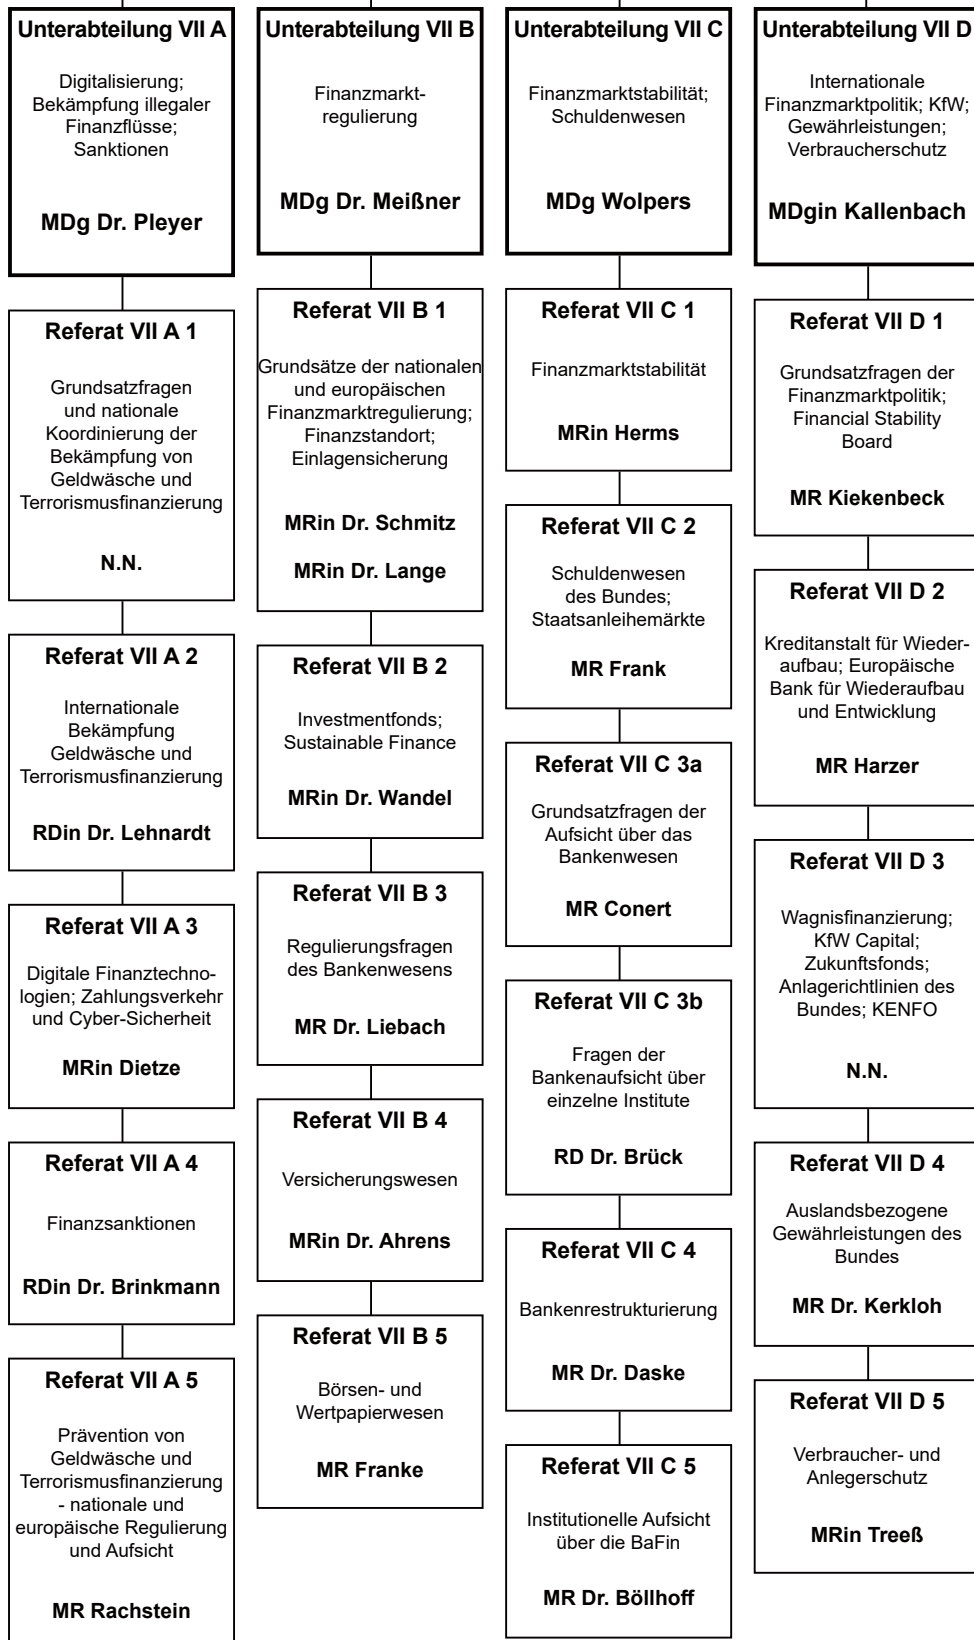 Unterabteilung VII A
Digitalisierung;
Bekämpfung illegaler
Finanzflüsse;
Sanktionen
MDg Dr. Pleyer
Referat VII A 1
Grundsatzfragen
und nationale
Koordinierung der
Bekämpfung von
Geldwäsche und
Terrorismusfinanzierung
N.N.
Referat VII A 2
Internationale
Bekämpfung
Geldwäsche und
Terrorismusfinanzierung
RDin Dr. Lehnardt
Referat VII A 3
Digitale Finanztechno-
logien; Zahlungsverkehr
und Cyber-Sicherheit
MRin Dietze
Referat VII A 4
Finanzsanktionen
RDin Dr. Brinkmann
Referat VII A 5
Prävention von
Geldwäsche und
Terrorismusfinanzierung
- nationale und
europäische Regulierung
und Aufsicht
MR Rachstein
Unterabteilung VII B
Finanzmarkt-
regulierung
MDg Dr. Meißner
Referat VII B 1
Grundsätze der nationalen
und europäischen
Finanzmarktregulierung;
Finanzstandort;
Einlagensicherung
MRin Dr. Schmitz
MRin Dr. Lange
Referat VII B 2
Investmentfonds;
Sustainable Finance
MRin Dr. Wandel
Referat VII B 3
Regulierungsfragen
des Bankenwesens
MR Dr. Liebach
Referat VII B 4
Versicherungswesen
MRin Dr. Ahrens
Referat VII B 5
Börsen- und
Wertpapierwesen
MR Franke
Unterabteilung VII C
Finanzmarktstabilität;
Schuldenwesen
MDg Wolpers
Referat VII C 1
Finanzmarktstabilität
MRin Herms
Referat VII C 2
Schuldenwesen
des Bundes;
Staatsanleihemärkte
MR Frank
Referat VII C 3a
Grundsatzfragen der
Aufsicht über das
Bankenwesen
MR Conert
Referat VII C 3b
Fragen der
Bankenaufsicht über
einzelne Institute
RD Dr. Brück
Referat VII C 4
Bankenrestrukturierung
MR Dr. Daske
Referat VII C 5
Institutionelle Aufsicht
über die BaFin
MR Dr. Böllhoff
Unterabteilung VII D
Internationale
Finanzmarktpolitik; KfW;
Gewährleistungen;
Verbraucherschutz
MDgin Kallenbach
Referat VII D 1
Grundsatzfragen der
Finanzmarktpolitik;
Financial Stability
Board
MR Kiekenbeck
Referat VII D 2
Kreditanstalt für Wieder-
aufbau; Europäische
Bank für Wiederaufbau
und Entwicklung
MR Harzer
Referat VII D 3
Wagnisfinanzierung;
KfW Capital;
Zukunftsfonds;
Anlagerichtlinien des
Bundes; KENFO
N.N.
Referat VII D 4
Auslandsbezogene
Gewährleistungen des
Bundes
MR Dr. Kerkloh
Referat VII D 5
Verbraucher- und
Anlegerschutz
MRin Treeß